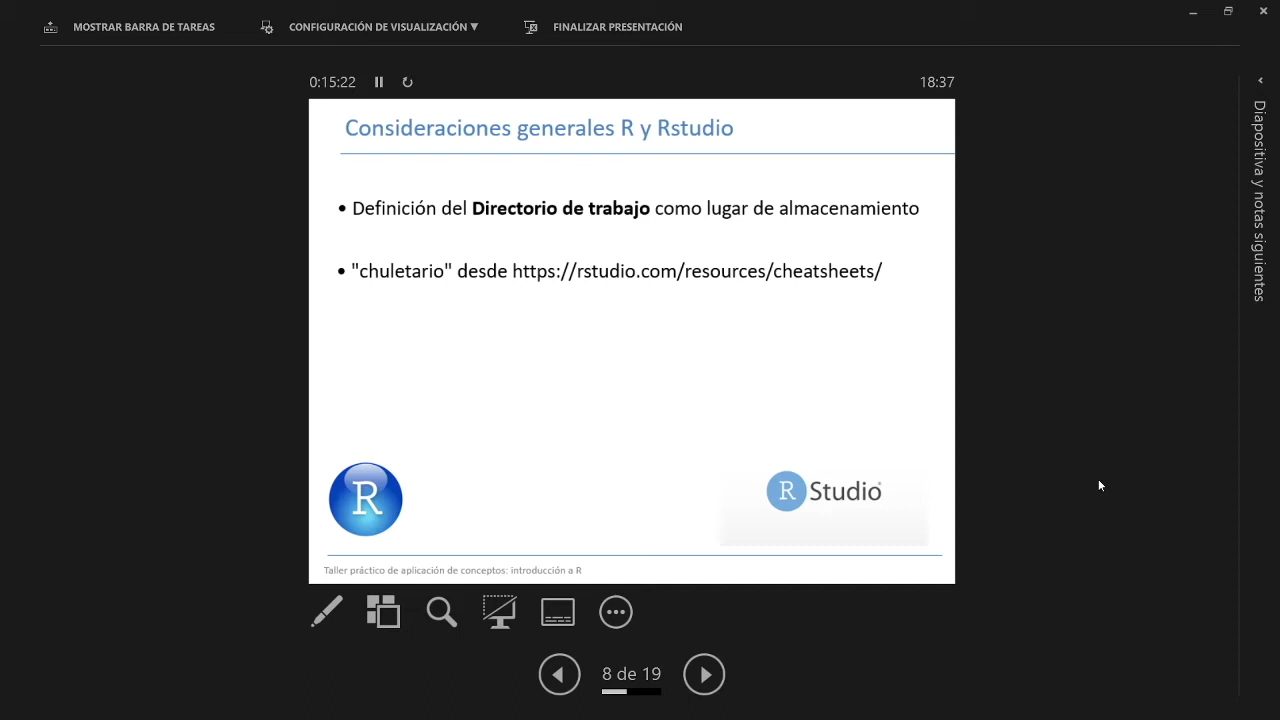 MOSTRAR BARRA DE TAREAS
CONFIGURACIÓN DE VISUALIZACIÓN ▼
FINALIZAR PRESENTACIÓN
0:15:22
18:37
Consideraciones generales R y Rstudio
• Definición del Directorio de trabajo como lugar de almacenamiento
• "chuletario" desde https://rstudio.com/resources/cheatsheets/
R
R Studio®
Taller práctico de aplicación de conceptos: introducción a R
8 de 19
Diapositiva y notas siguientes